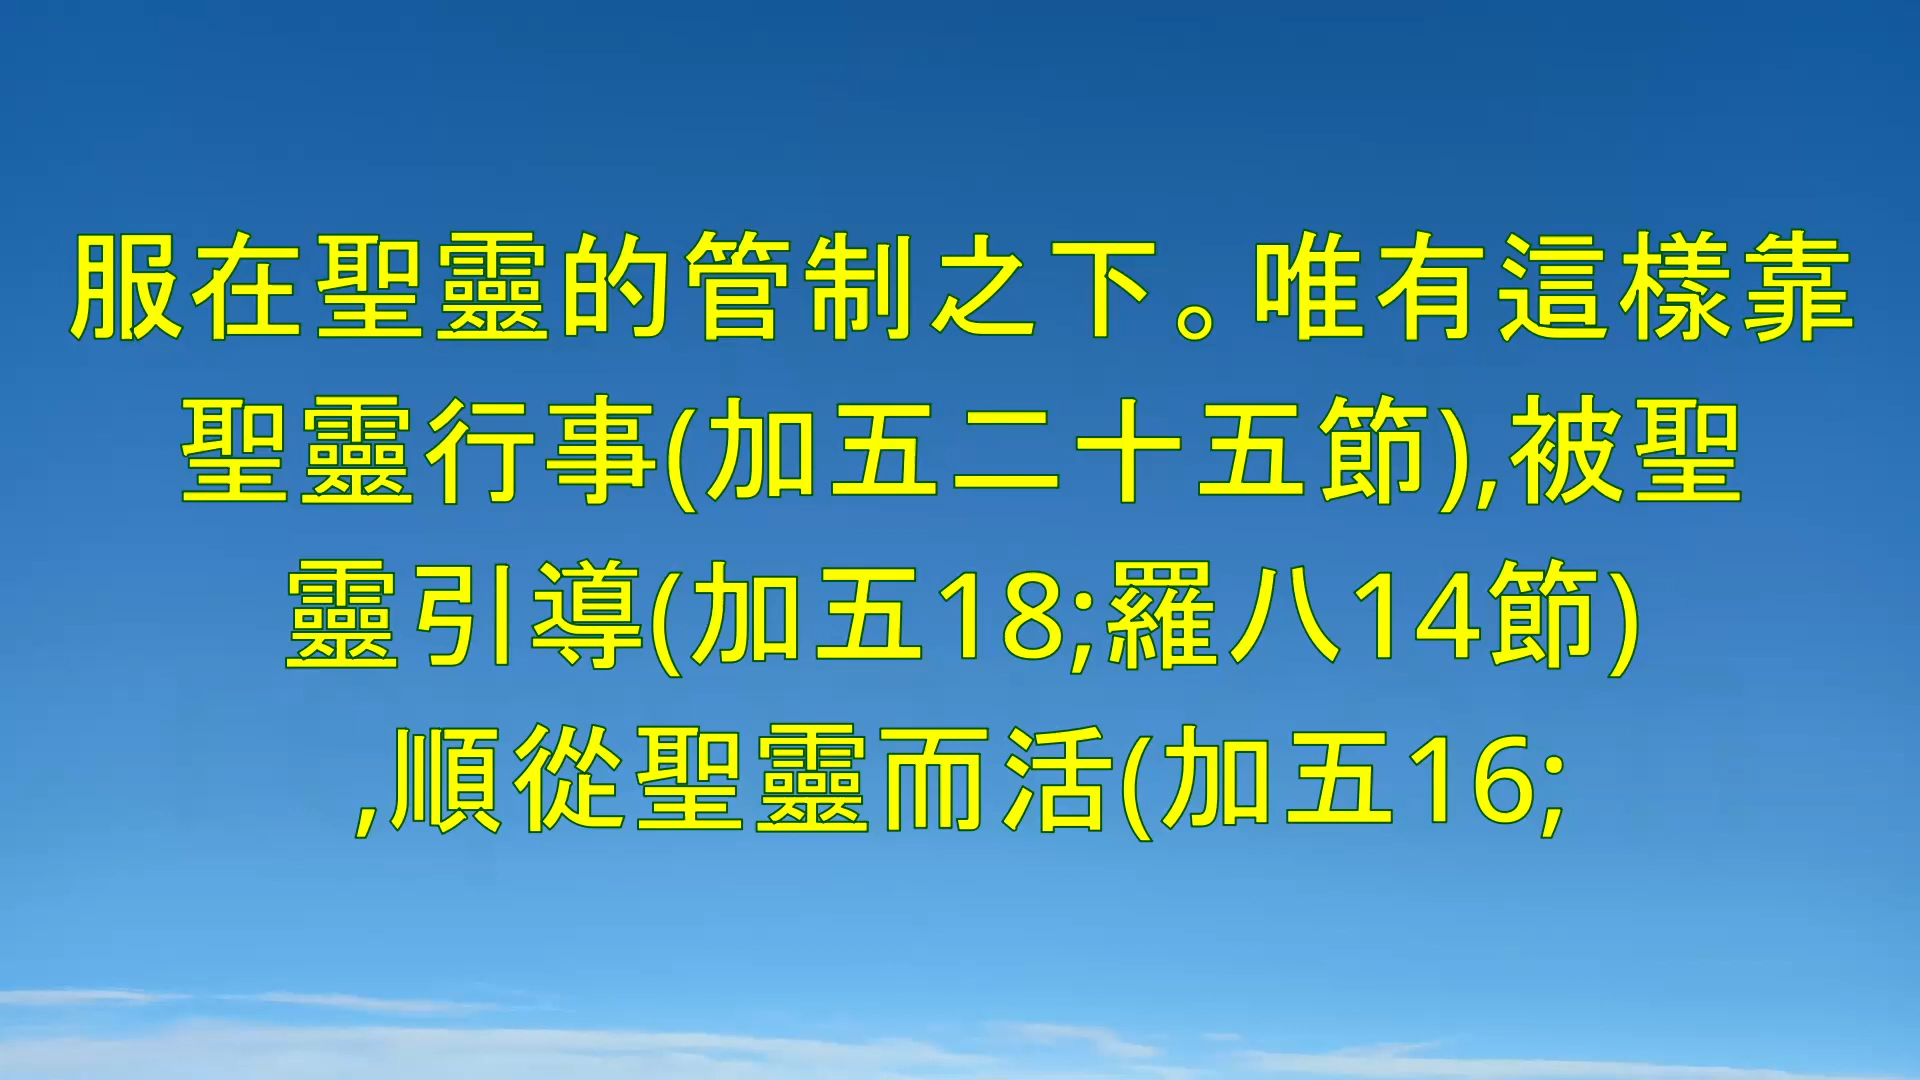 服在聖靈的管制之下。唯有這樣靠
聖靈行事(加五二十五節),被聖
靈引導(加五18;羅八14節)
,順從聖靈而活(加五16;